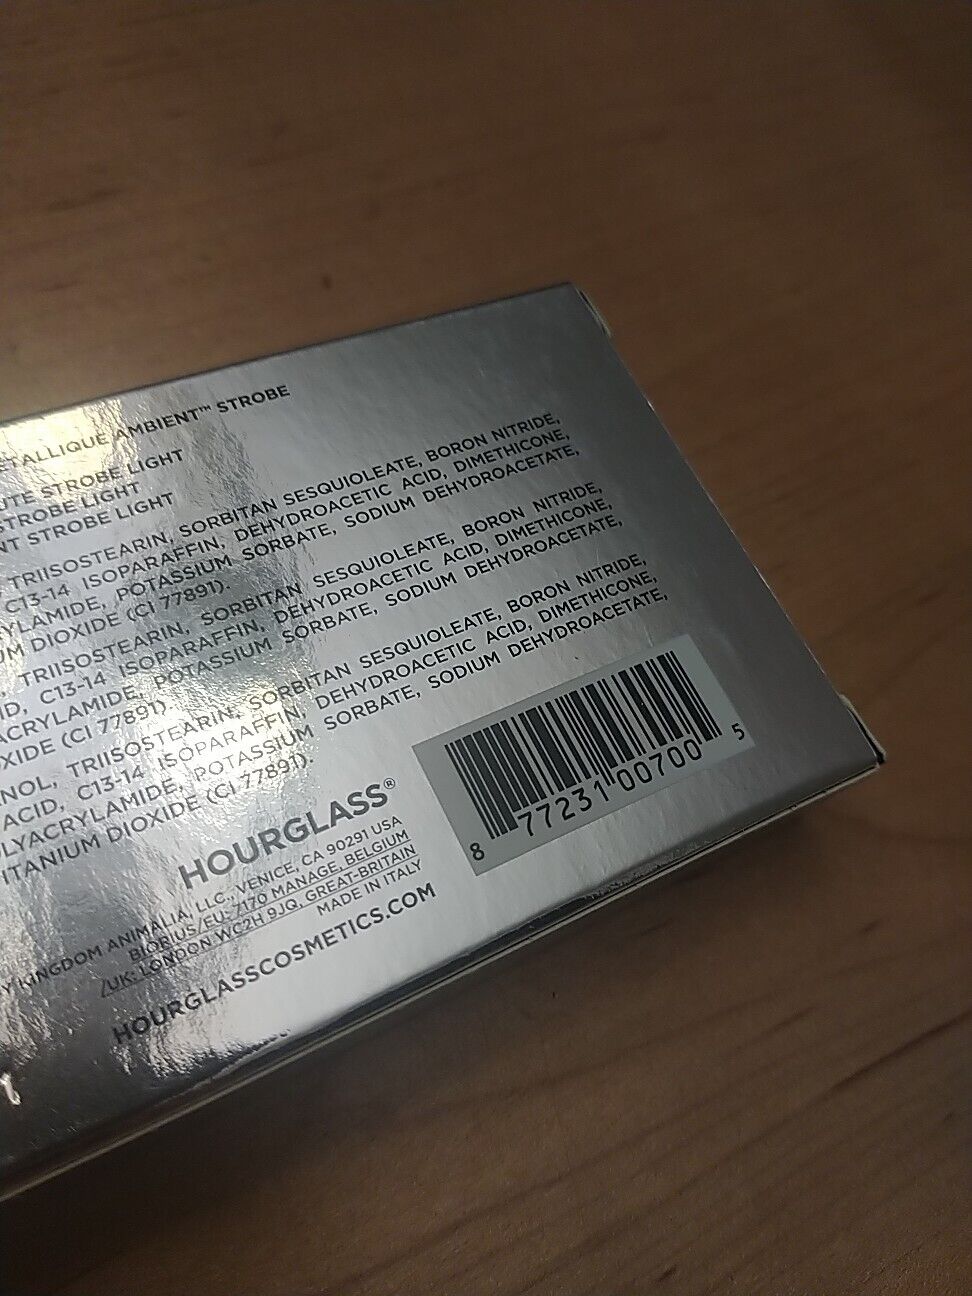 ETALLIQUE AMBIENT™ STROBE
UTE STROBE LIGHT
STROBE LIGHT
NT STROBE LIGHT
TRIISOSTEARIN, SORBITAN SESQUIOLEATE, BORON NITRIDE,
C13-14 ISOPARAFFIN, DEHYDROACETIC ACID, DIMETHICONE,
RYLAMIDE, POTASSIUM SORBATE, SODIUM DEHYDROACETATE,
UM DIOXIDE (CI 77891).
TRIISOSTEARIN, SORBITAN SESQUIOLEATE, BORON NITRIDE,
ID, C13-14 ISOPARAFFIN, DEHYDROACETIC ACID, DIMETHICONE,
ACRYLAMIDE, POTASSIUM SORBATE, SODIUM DEHYDROACETATE,
OXIDE (CI 77891).
NOL, TRIISOSTEARIN, SORBITAN SESQUIOLEATE, BORON NITRIDE,
ACID, C13-14 ISOPARAFFIN, DEHYDROACETIC ACID, DIMETHICONE,
LYACRYLAMIDE, POTASSIUM SORBATE, SODIUM DEHYDROACETATE,
ITANIUM DIOXIDE (CI 77891).
HOURGLASS®
Y KINGDOM ANIMALIA, LLC., VENICE, CA 90291 USA
BIORIUS/EU: 7170 MANAGE, BELGIUM
/UK: LONDON WC2H 9JQ, GREAT-BRITAIN
MADE IN ITALY
HOURGLASSCOSMETICS.COM
8 77231 00700 5